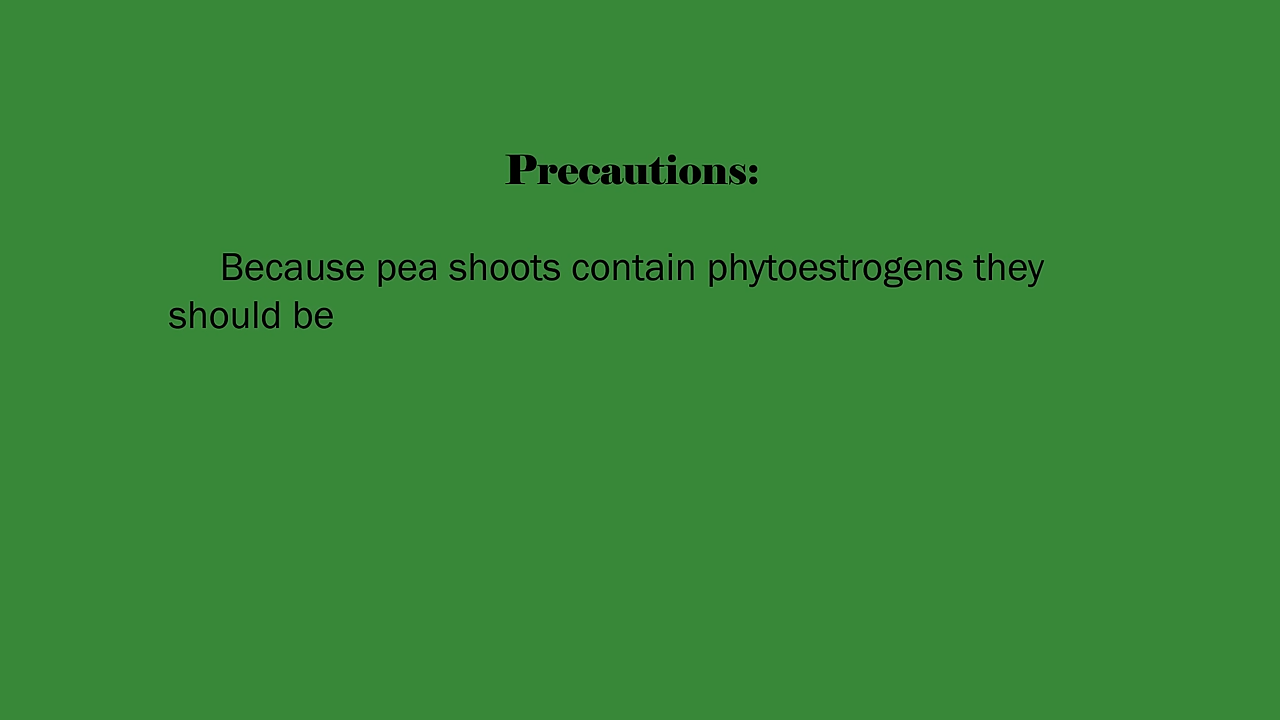 Precautions:
Because pea shoots contain phytoestrogens they
should be